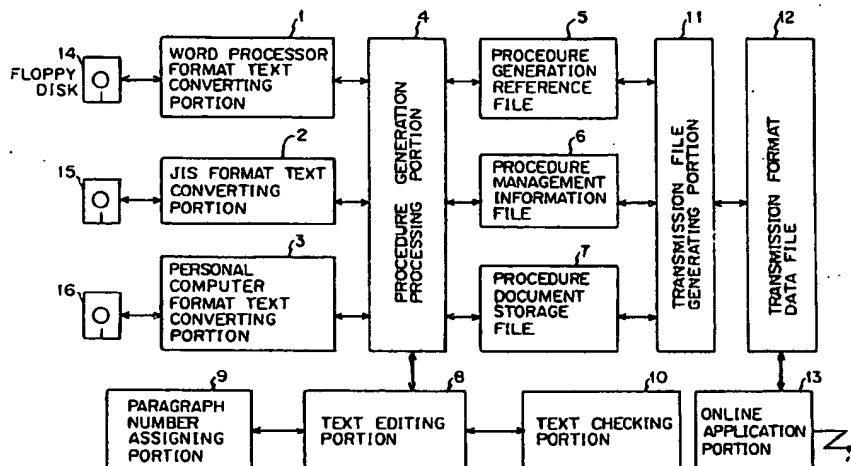 1
4
5
11
12
14
FLOPPY
DISK
WORD PROCESSOR
FORMAT TEXT
CONVERTING
PORTION
PROCEDURE GENERATION
PROCESSING PORTION
PROCEDURE
GENERATION
REFERENCE
FILE
TRANSMISSION FILE
GENERATING PORTION
TRANSMISSION FORMAT
DATA FILE
2
15
JIS FORMAT TEXT
CONVERTING
PORTION
6
PROCEDURE
MANAGEMENT
INFORMATION
FILE
3
16
PERSONAL
COMPUTER
FORMAT TEXT
CONVERTING
PORTION
7
PROCEDURE
DOCUMENT
STORAGE
FILE
9
PARAGRAPH
NUMBER
ASSIGNING
PORTION
8
TEXT EDITING
PORTION
10
TEXT CHECKING
PORTION
13
ONLINE
APPLICATION
PORTION